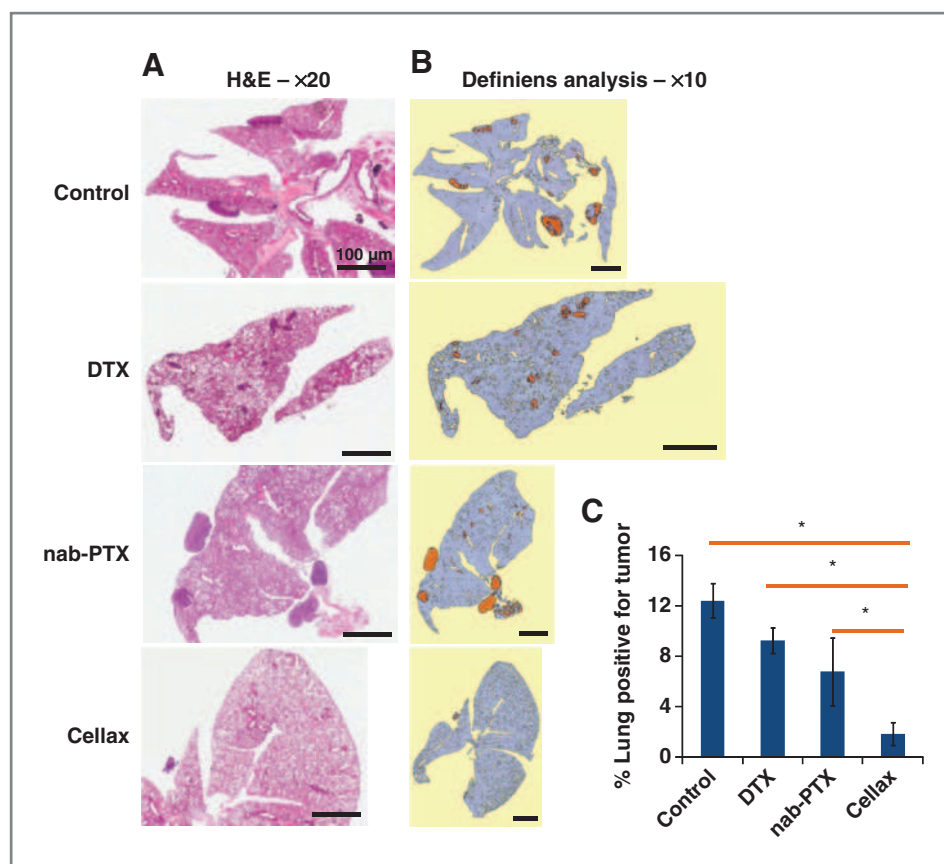 A
H&E – ×20
B
Definiens analysis – ×10
Control
100 µm
DTX
nab-PTX
Cellax
C
% Lung positive for tumor
16
12
8
4
0
*
*
*
Control
DTX
nab-PTX
Cellax